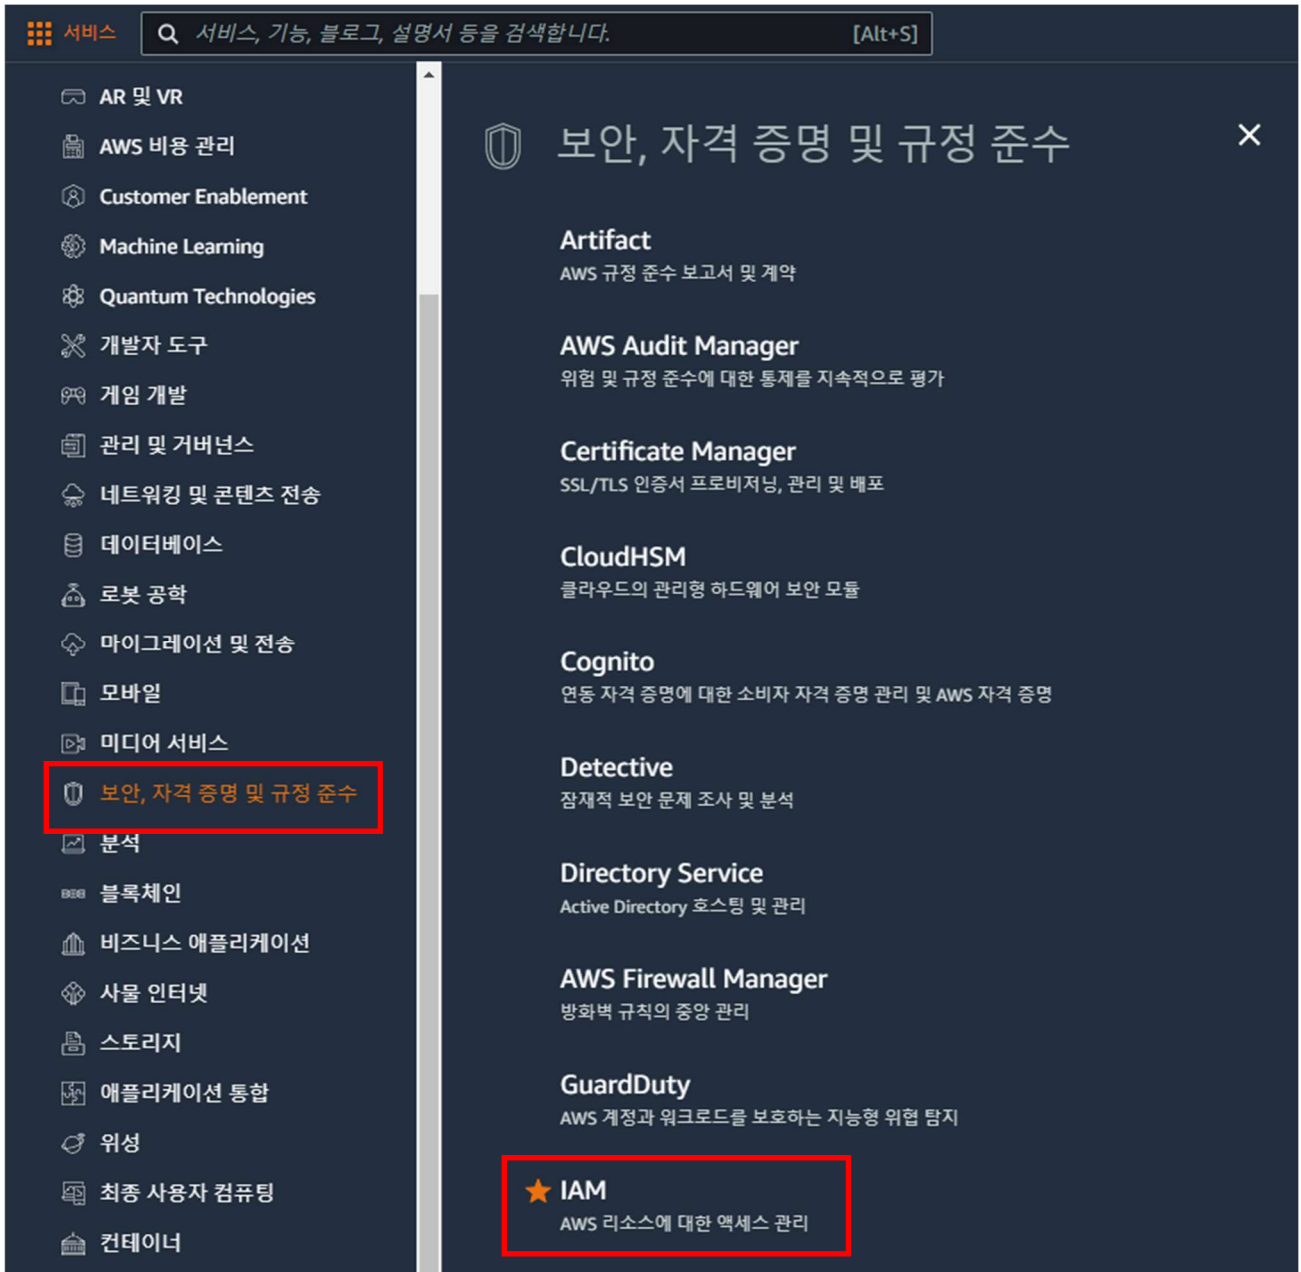 서비스
서비스, 기능, 블로그, 설명서 등을 검색합니다.
[Alt+S]
AR 및 VR
AWS 비용 관리
Customer Enablement
Machine Learning
Quantum Technologies
개발자 도구
게임 개발
관리 및 거버넌스
네트워킹 및 콘텐츠 전송
데이터베이스
로봇 공학
마이그레이션 및 전송
모바일
미디어 서비스
보안, 자격 증명 및 규정 준수
분석
블록체인
비즈니스 애플리케이션
사물 인터넷
스토리지
애플리케이션 통합
위성
최종 사용자 컴퓨팅
컨테이너
보안, 자격 증명 및 규정 준수
Artifact
AWS 규정 준수 보고서 및 계약
AWS Audit Manager
위험 및 규정 준수에 대한 통제를 지속적으로 평가
Certificate Manager
SSL/TLS 인증서 프로비저닝, 관리 및 배포
CloudHSM
클라우드의 관리형 하드웨어 보안 모듈
Cognito
연동 자격 증명에 대한 소비자 자격 증명 관리 및 AWS 자격 증명
Detective
잠재적 보안 문제 조사 및 분석
Directory Service
Active Directory 호스팅 및 관리
AWS Firewall Manager
방화벽 규칙의 중앙 관리
GuardDuty
AWS 계정과 워크로드를 보호하는 지능형 위협 탐지
IAM
AWS 리소스에 대한 액세스 관리